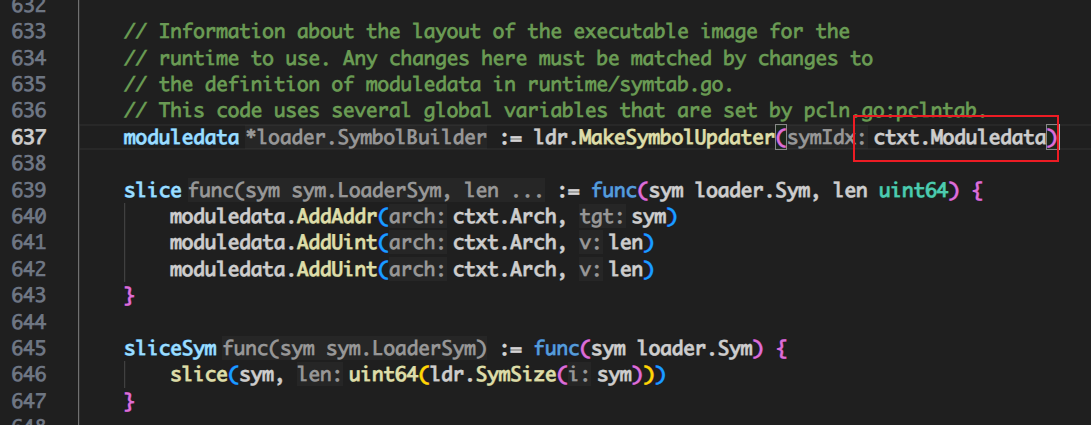 632
633 // Information about the layout of the executable image for the
634 // runtime to use. Any changes here must be matched by changes to
635 // the definition of moduledata in runtime/symtab.go.
636 // This code uses several global variables that are set by pcln.go:pclntab.
637 moduledata *loader.SymbolBuilder := ldr.MakeSymbolUpdater(symIdx: ctxt.Moduledata)
638
639 slice func(sym sym.LoaderSym, len ... := func(sym loader.Sym, len uint64) {
640 moduledata.AddAddr(arch: ctxt.Arch, tgt: sym)
641 moduledata.AddUint(arch: ctxt.Arch, v: len)
642 moduledata.AddUint(arch: ctxt.Arch, v: len)
643 }
644
645 sliceSym func(sym sym.LoaderSym) := func(sym loader.Sym) {
646 slice(sym, len: uint64(ldr.SymSize(i: sym)))
647 }
648